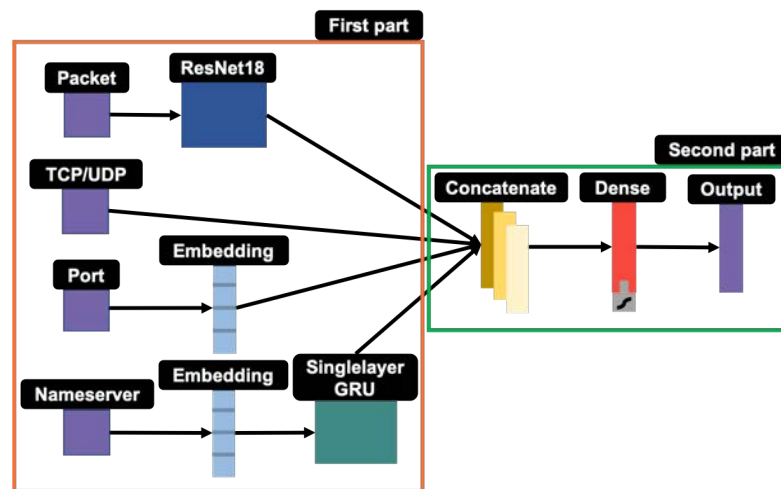 First part
Packet
ResNet18
TCP/UDP
Port
Embedding
Nameserver
Embedding
Singlelayer
GRU
Second part
Concatenate
Dense
Output